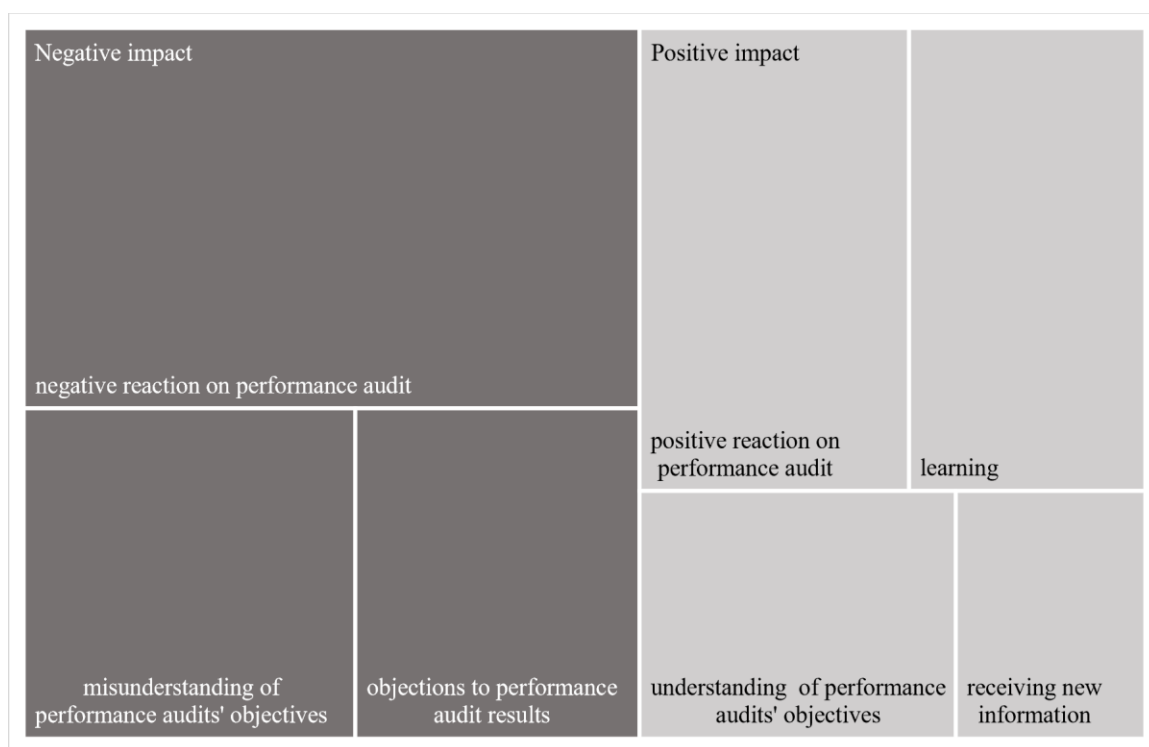 Negative impact
negative reaction on performance audit
misunderstanding of
performance audits' objectives
objections to performance
audit results
Positive impact
positive reaction on
performance audit
learning
understanding of performance
audits' objectives
receiving new
information